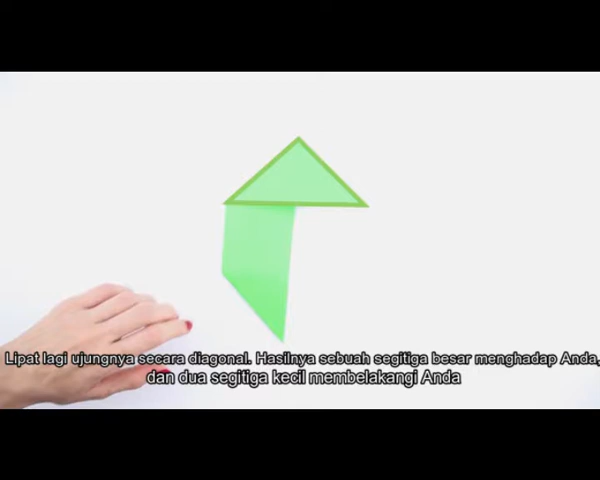 Lipat lagi ujungnya secara diagonal. Hasilnya sebuah segitiga besar menghadap Anda,
dan dua segitiga kecil membelakangi Anda